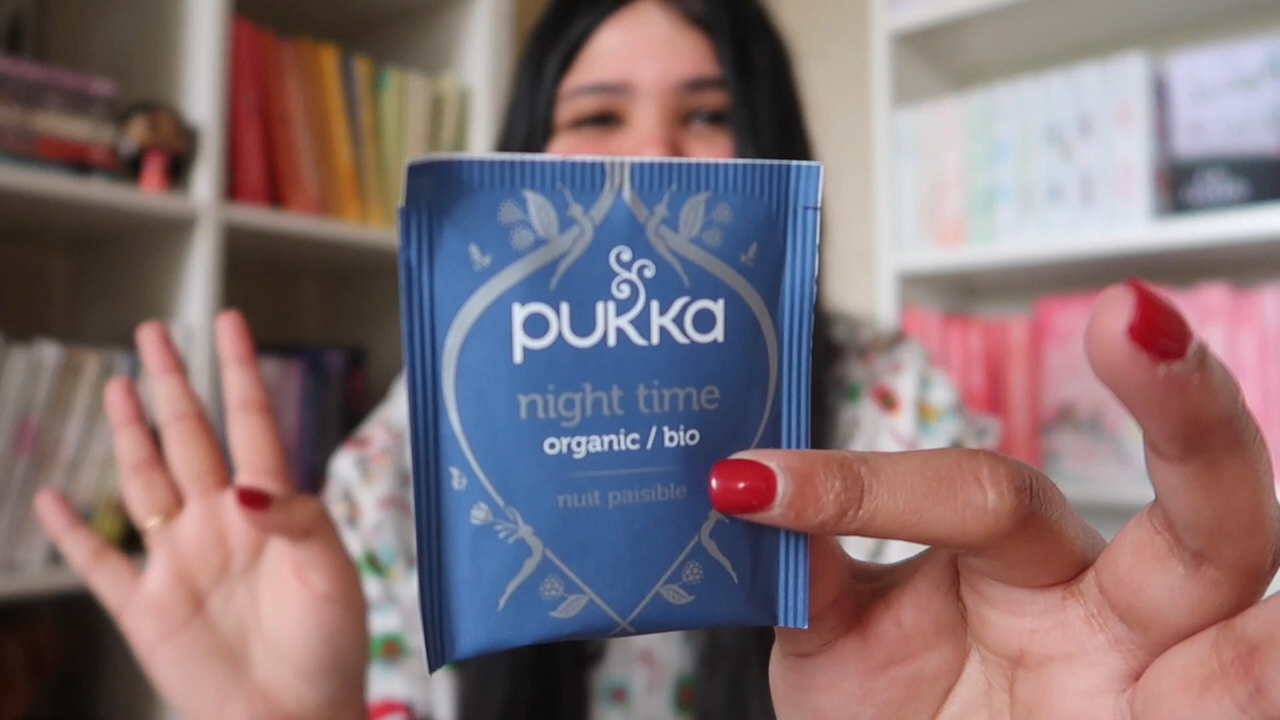 pukka
night time
organic / bio
nuit paisible